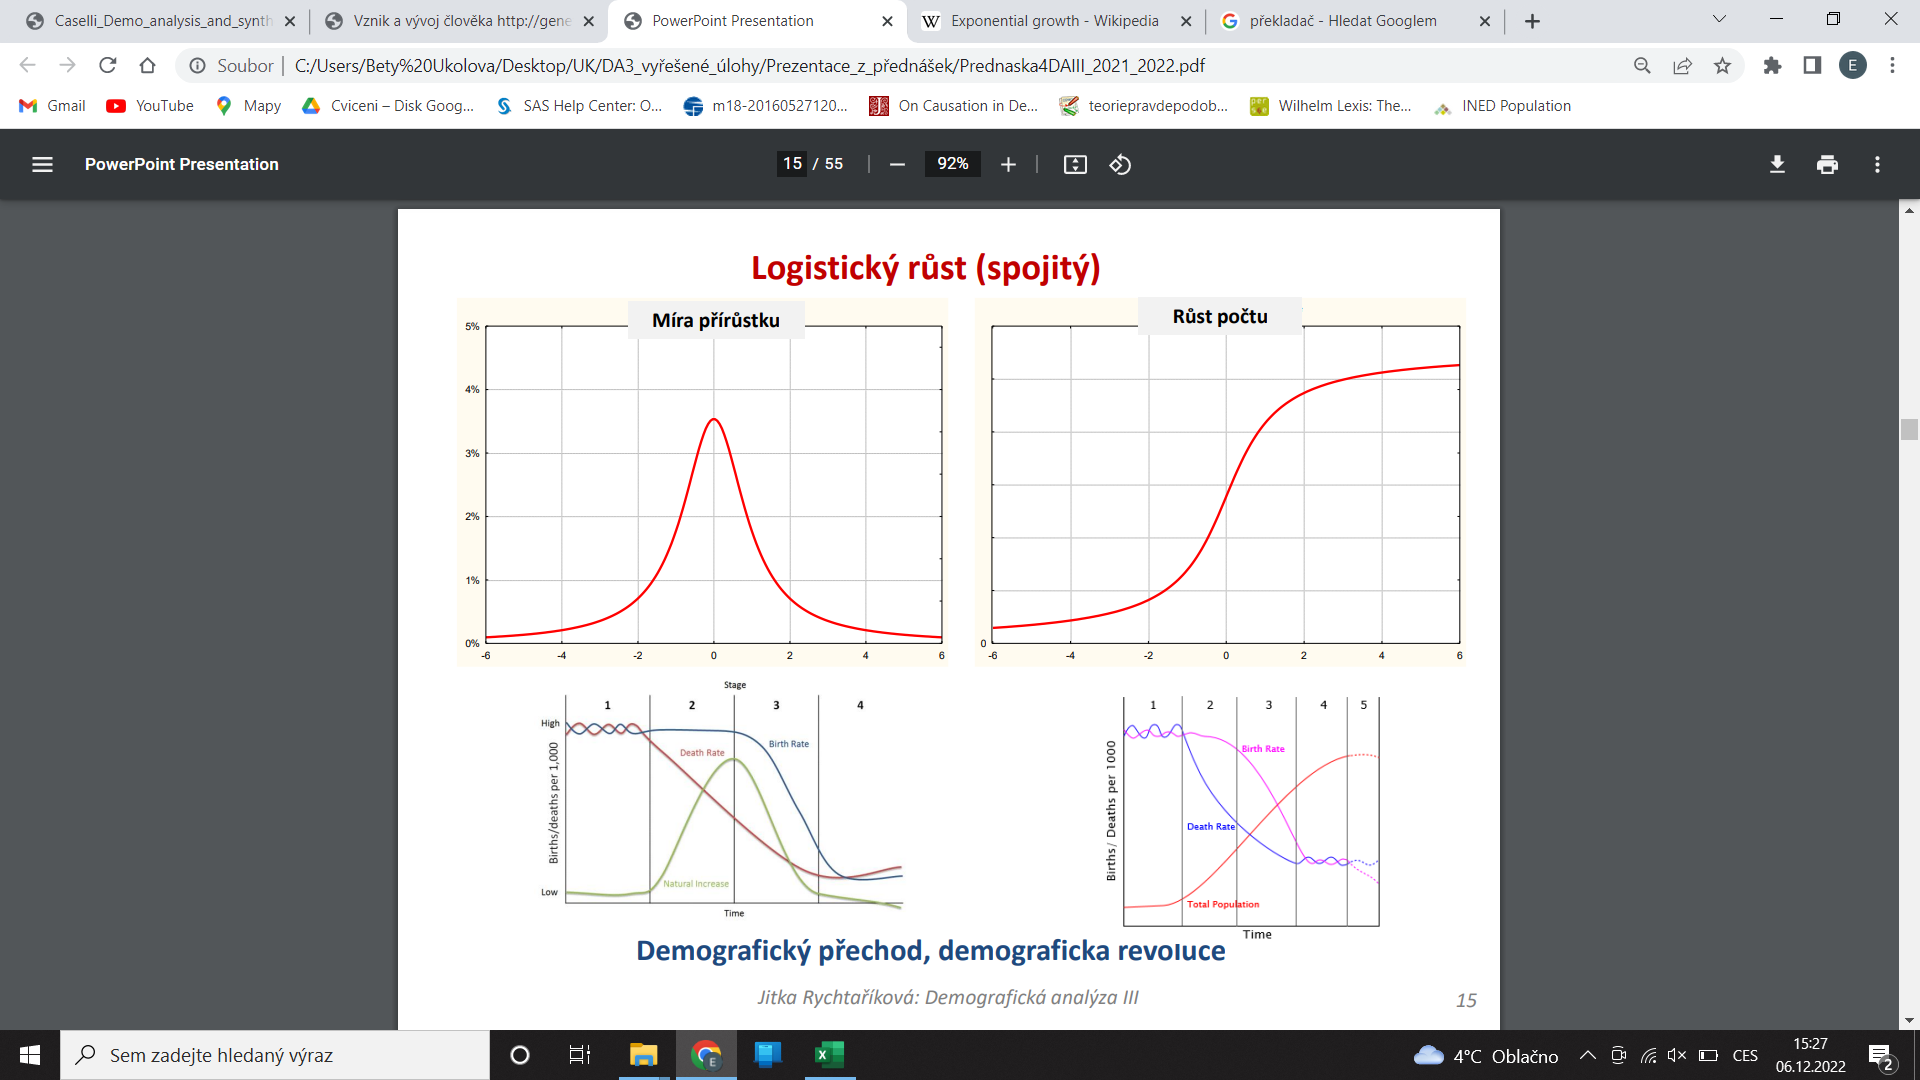 Caselli_Demo_analysis_and_synth
Vznik a vývoj člověka http://gene
PowerPoint Presentation
Exponential growth - Wikipedia
překladač - Hledat Googlem
Soubor
C:/Users/Bety%20Ukolova/Desktop/UK/DA3_vyřešené_úlohy/Prezentace_z_přednášek/Prednaska4DAIII_2021_2022.pdf
E
Gmail
YouTube
Mapy
Cviceni – Disk Goog...
SAS Help Center: O...
m18-20160527120...
On Causation in De...
teoriepravdepodob...
Wilhelm Lexis: The...
INED Population
PowerPoint Presentation
15 / 55
92%
Logistický růst (spojitý)
Míra přírůstku
5%
4%
3%
2%
1%
0%
-6 -4 -2 0 2 4 6
Růst počtu
0
-6 -4 -2 0 2 4 6
Stage
1 2 3 4
High
Low
Births/deaths per 1,000
Death Rate
Birth Rate
Natural Increase
Time
1 2 3 4 5
Births/ Deaths per 1000
Birth Rate
Death Rate
Total Population
Time
Demografický přechod, demograficka revoluce
Jitka Rychtaříková: Demografická analýza III
15
Sem zadejte hledaný výraz
4°C Oblačno
CES
15:27
06.12.2022
2